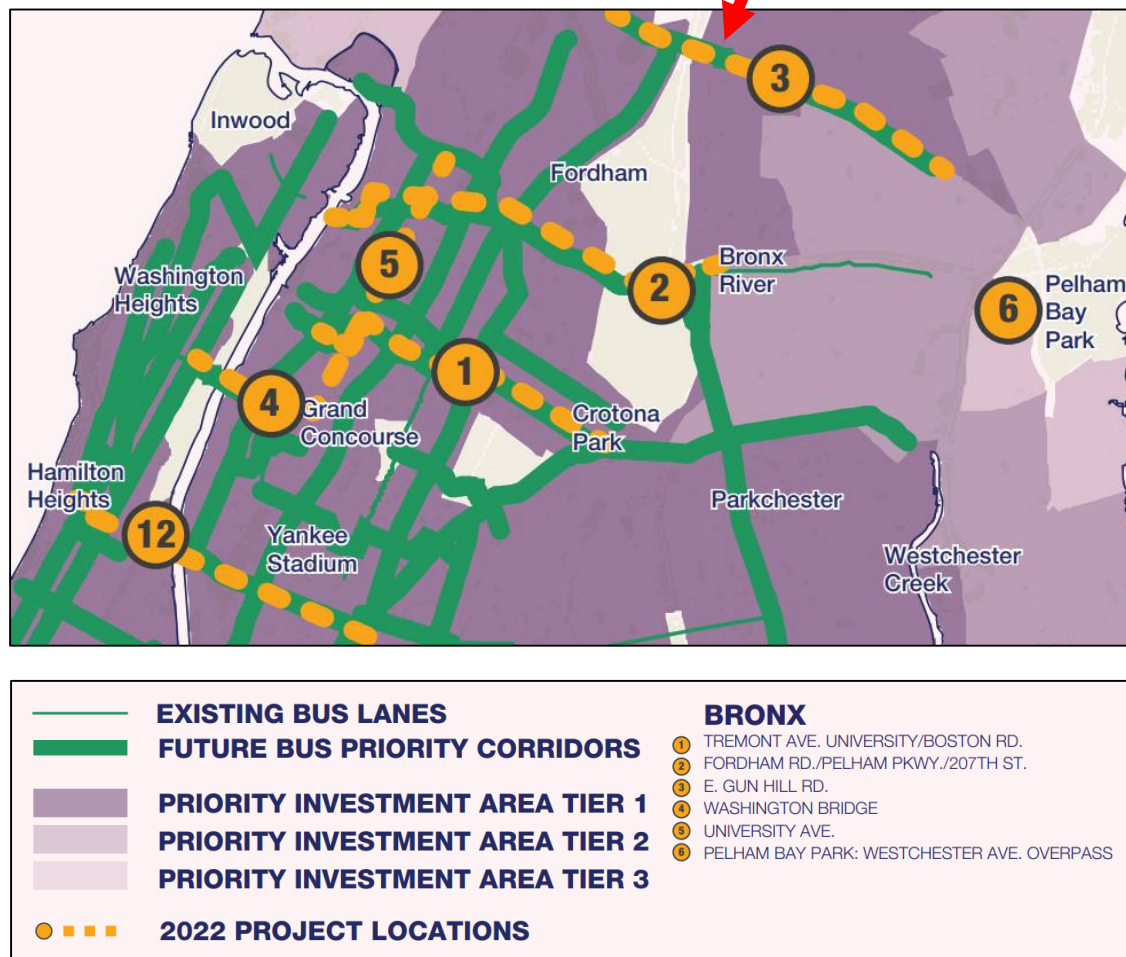 3
Inwood
Fordham
5
Bronx
River
2
Washington
Heights
6
Pelham
Bay
Park
1
4
Grand
Concourse
Crotona
Park
Hamilton
Heights
12
Parkchester
Yankee
Stadium
Westchester
Creek
EXISTING BUS LANES
FUTURE BUS PRIORITY CORRIDORS
PRIORITY INVESTMENT AREA TIER 1
PRIORITY INVESTMENT AREA TIER 2
PRIORITY INVESTMENT AREA TIER 3
2022 PROJECT LOCATIONS
BRONX
1 TREMONT AVE. UNIVERSITY/BOSTON RD.
2 FORDHAM RD./PELHAM PKWY./207TH ST.
3 E. GUN HILL RD.
4 WASHINGTON BRIDGE
5 UNIVERSITY AVE.
6 PELHAM BAY PARK: WESTCHESTER AVE. OVERPASS